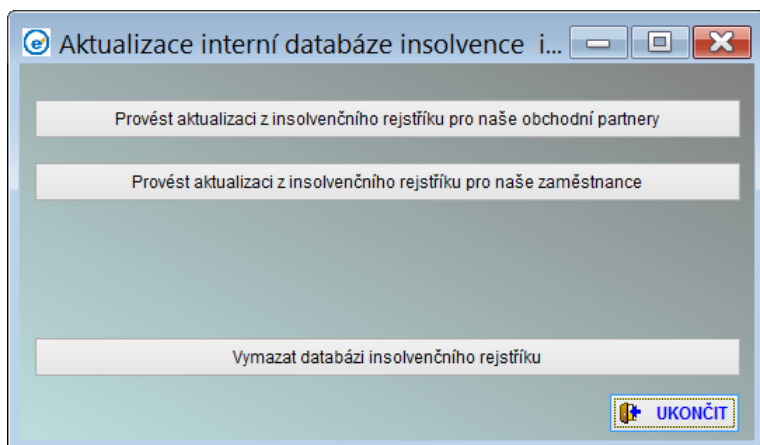 Aktualizace interní databáze insolvence i...
Provést aktualizaci z insolvenčního rejstříku pro naše obchodní partnery
Provést aktualizaci z insolvenčního rejstříku pro naše zaměstnance
Vymazat databázi insolvenčního rejstříku
UKONČIT